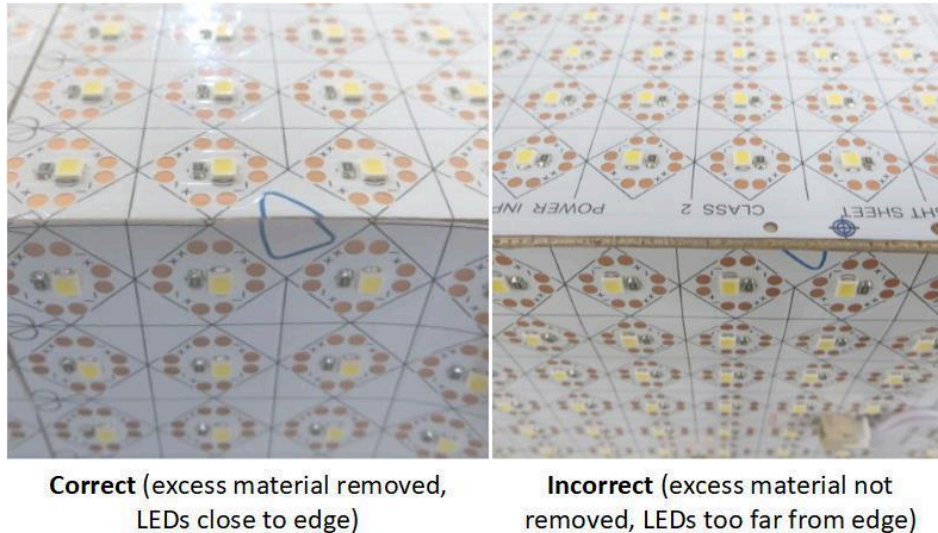 POWER INP
CLASS 2
GHT SHEET
Correct (excess material removed,
LEDs close to edge)
Incorrect (excess material not
removed, LEDs too far from edge)